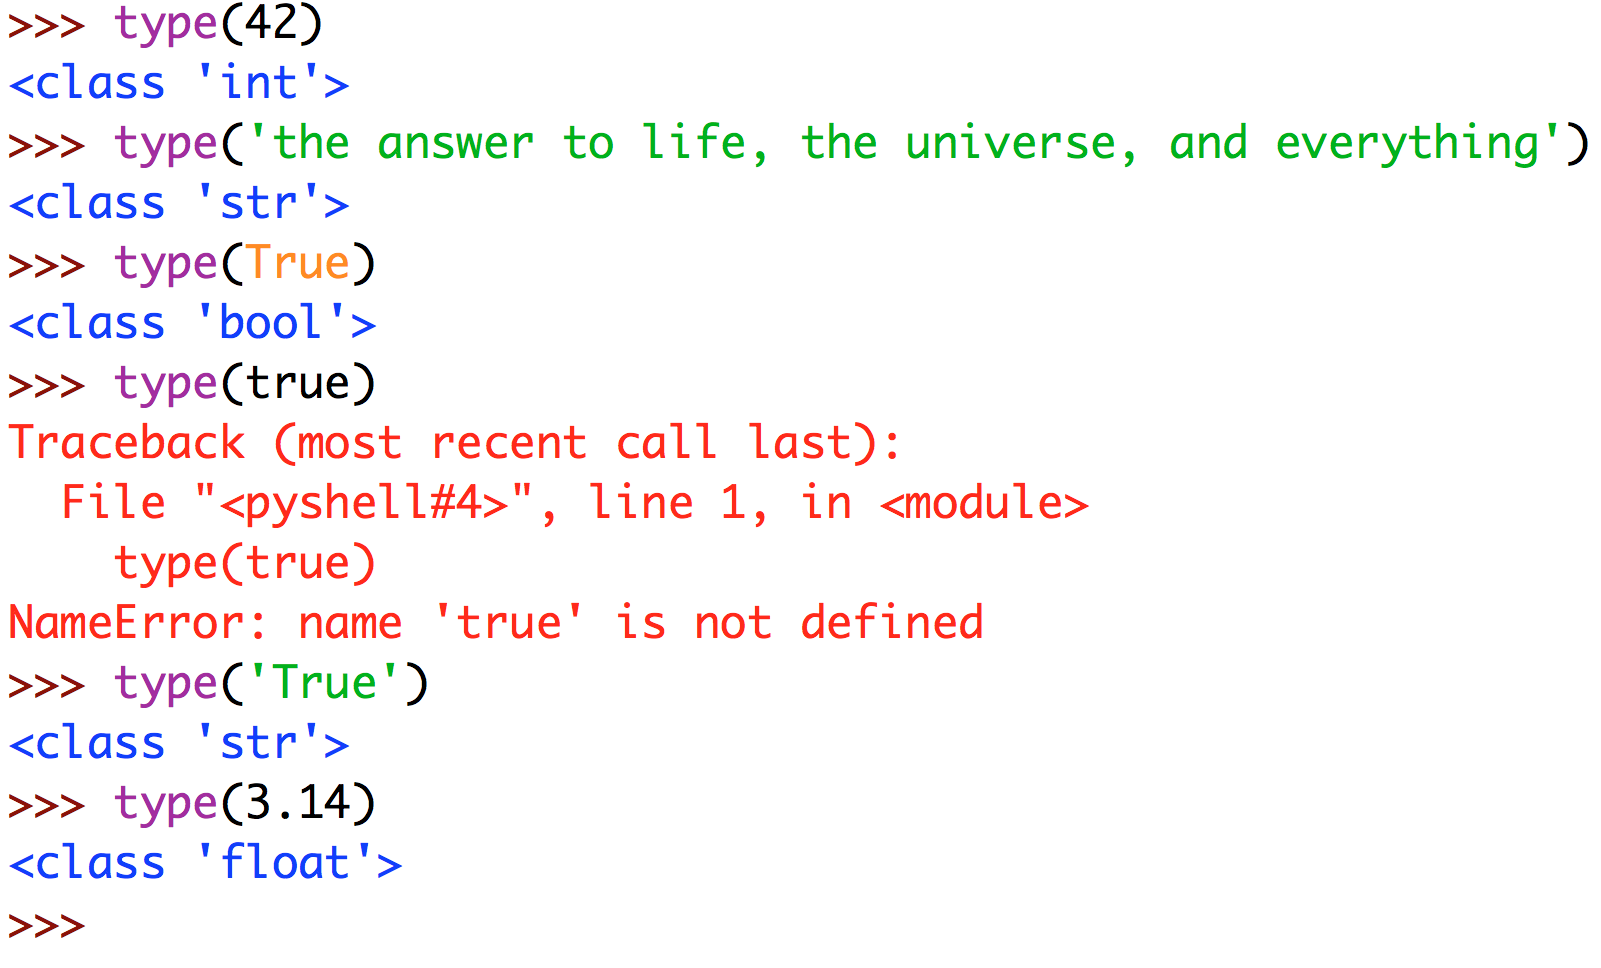 >>> type(42)
<class 'int'>
>>> type('the answer to life, the universe, and everything')
<class 'str'>
>>> type(True)
<class 'bool'>
>>> type(true)
Traceback (most recent call last):
  File "<pyshell#4>", line 1, in <module>
    type(true)
NameError: name 'true' is not defined
>>> type('True')
<class 'str'>
>>> type(3.14)
<class 'float'>
>>>